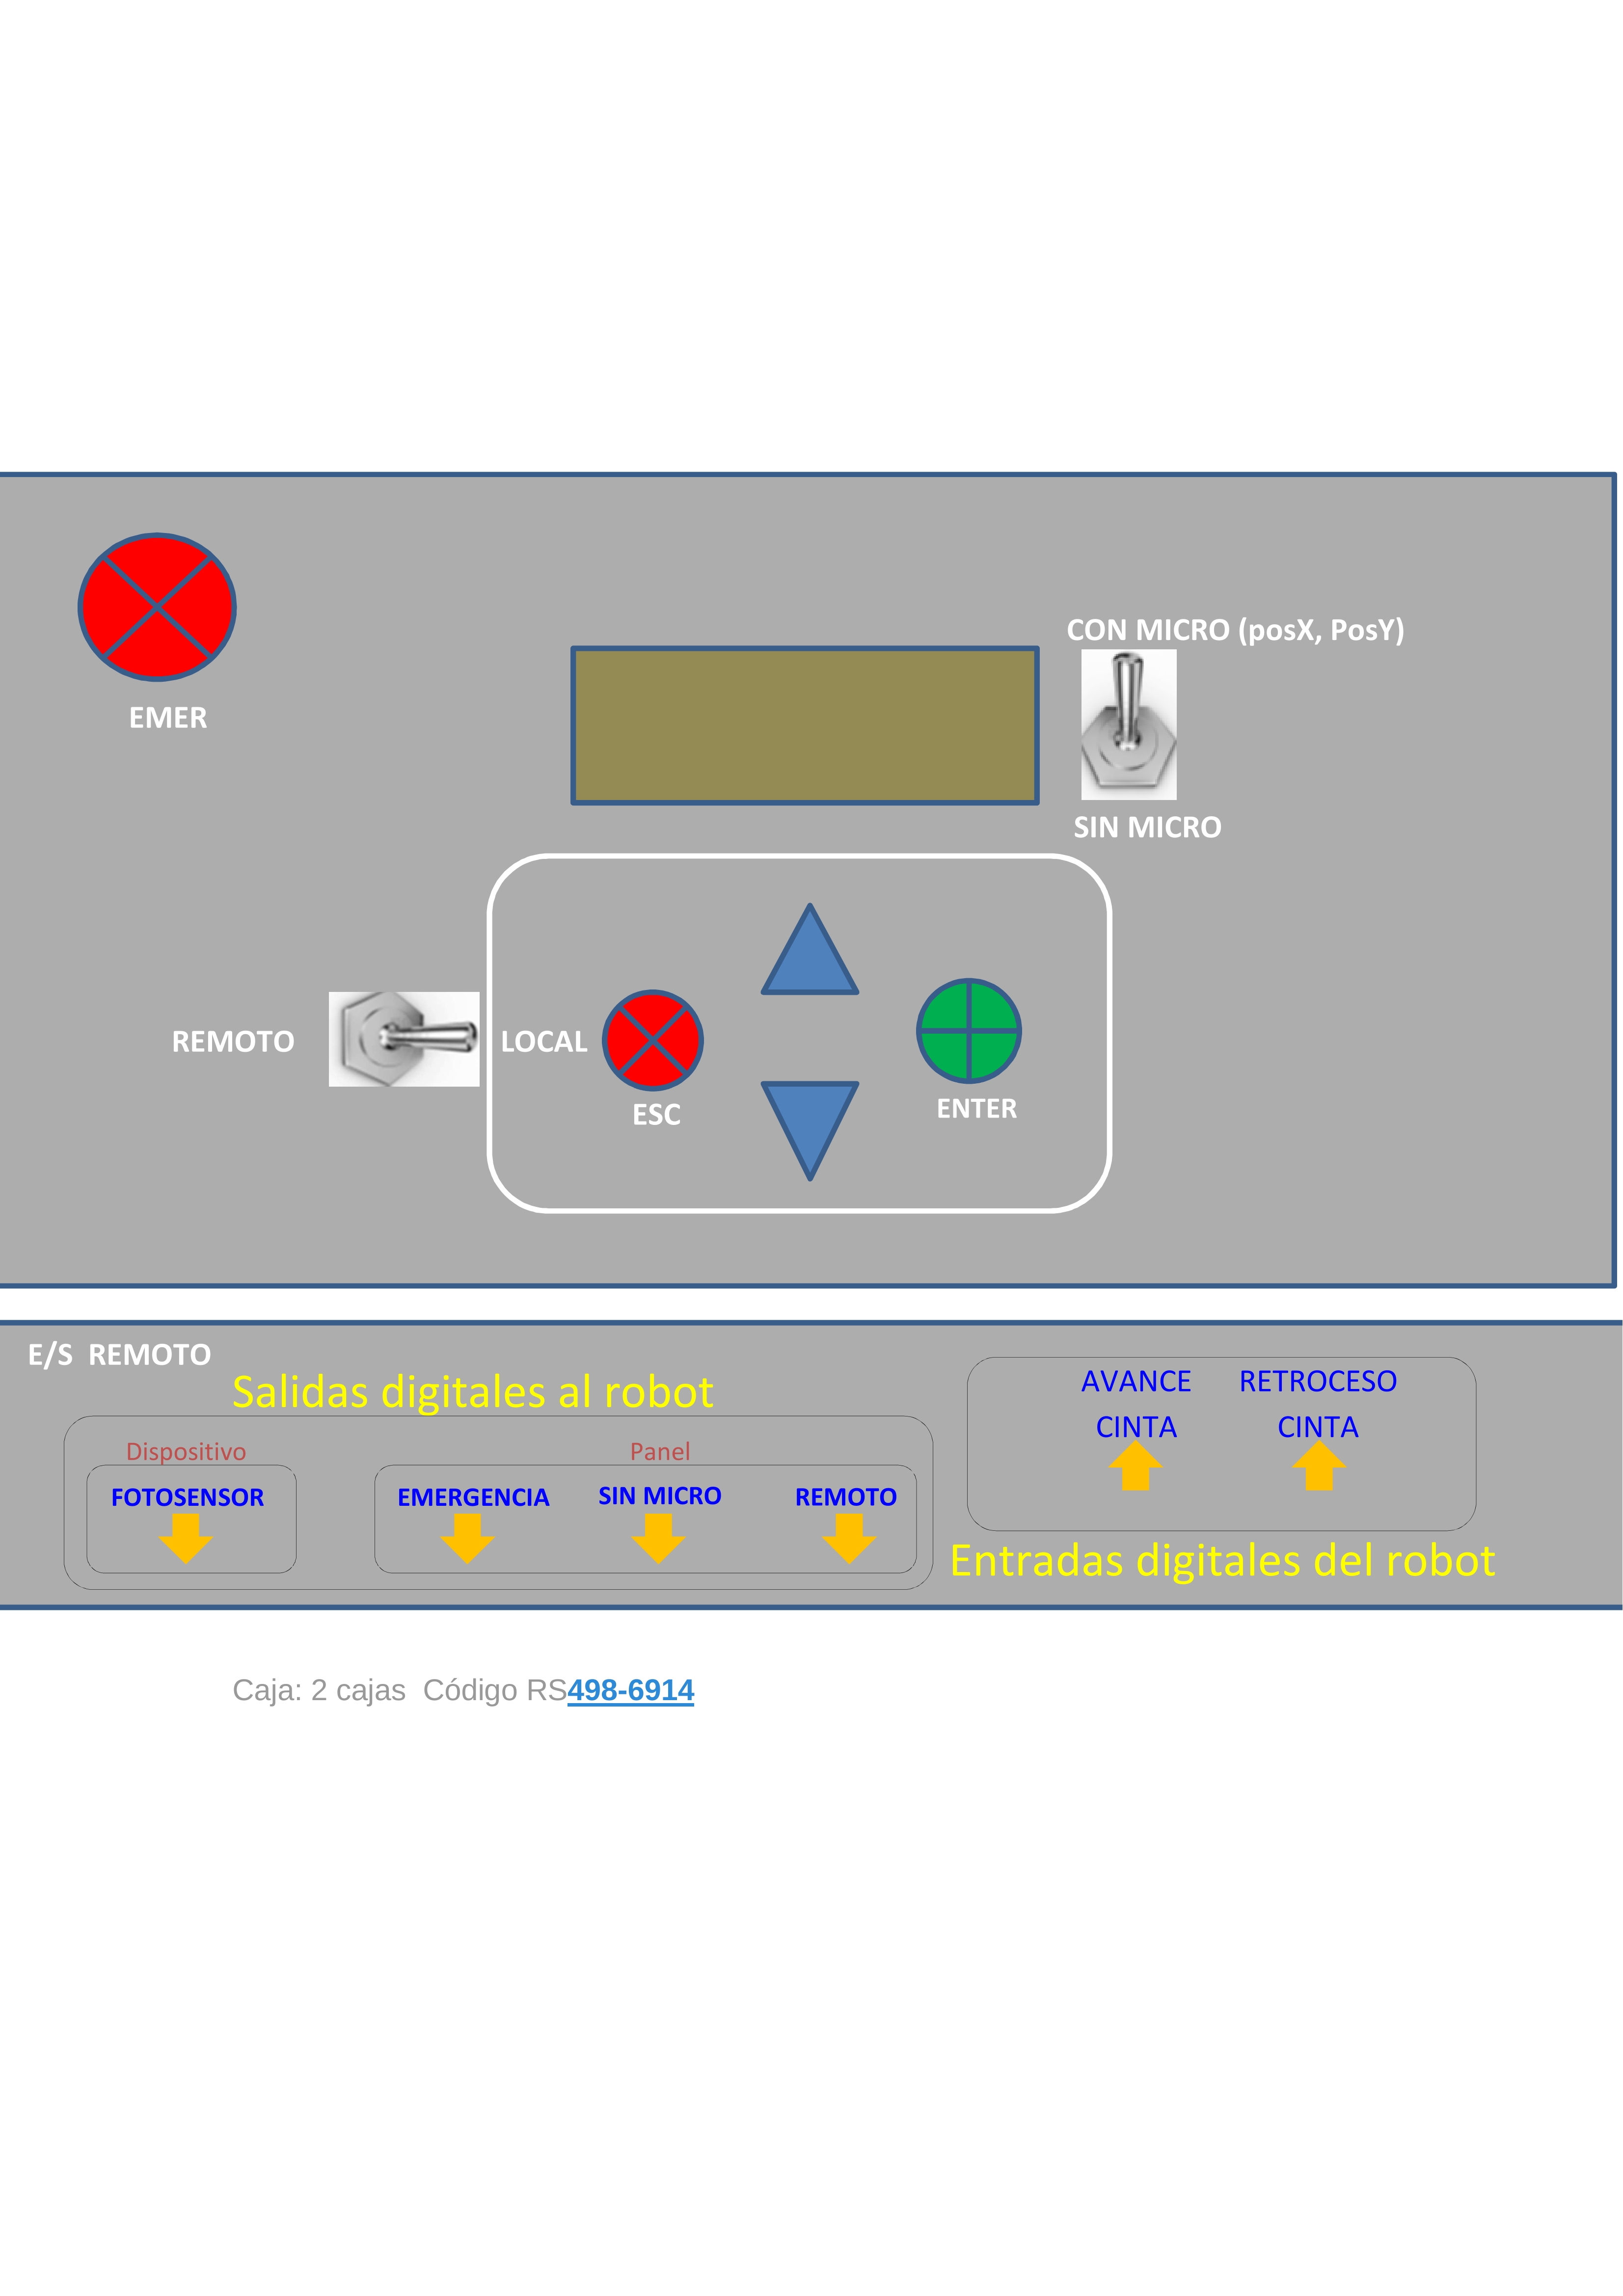 CON MICRO (posX, PosY)
EMER
SIN MICRO
REMOTO
LOCAL
ESC
ENTER
E/S  REMOTO
Salidas digitales al robot
Dispositivo
Panel
FOTOSENSOR
EMERGENCIA
SIN MICRO
REMOTO
AVANCE
CINTA
RETROCESO
CINTA
Entradas digitales del robot
Caja: 2 cajas  Código RS498-6914